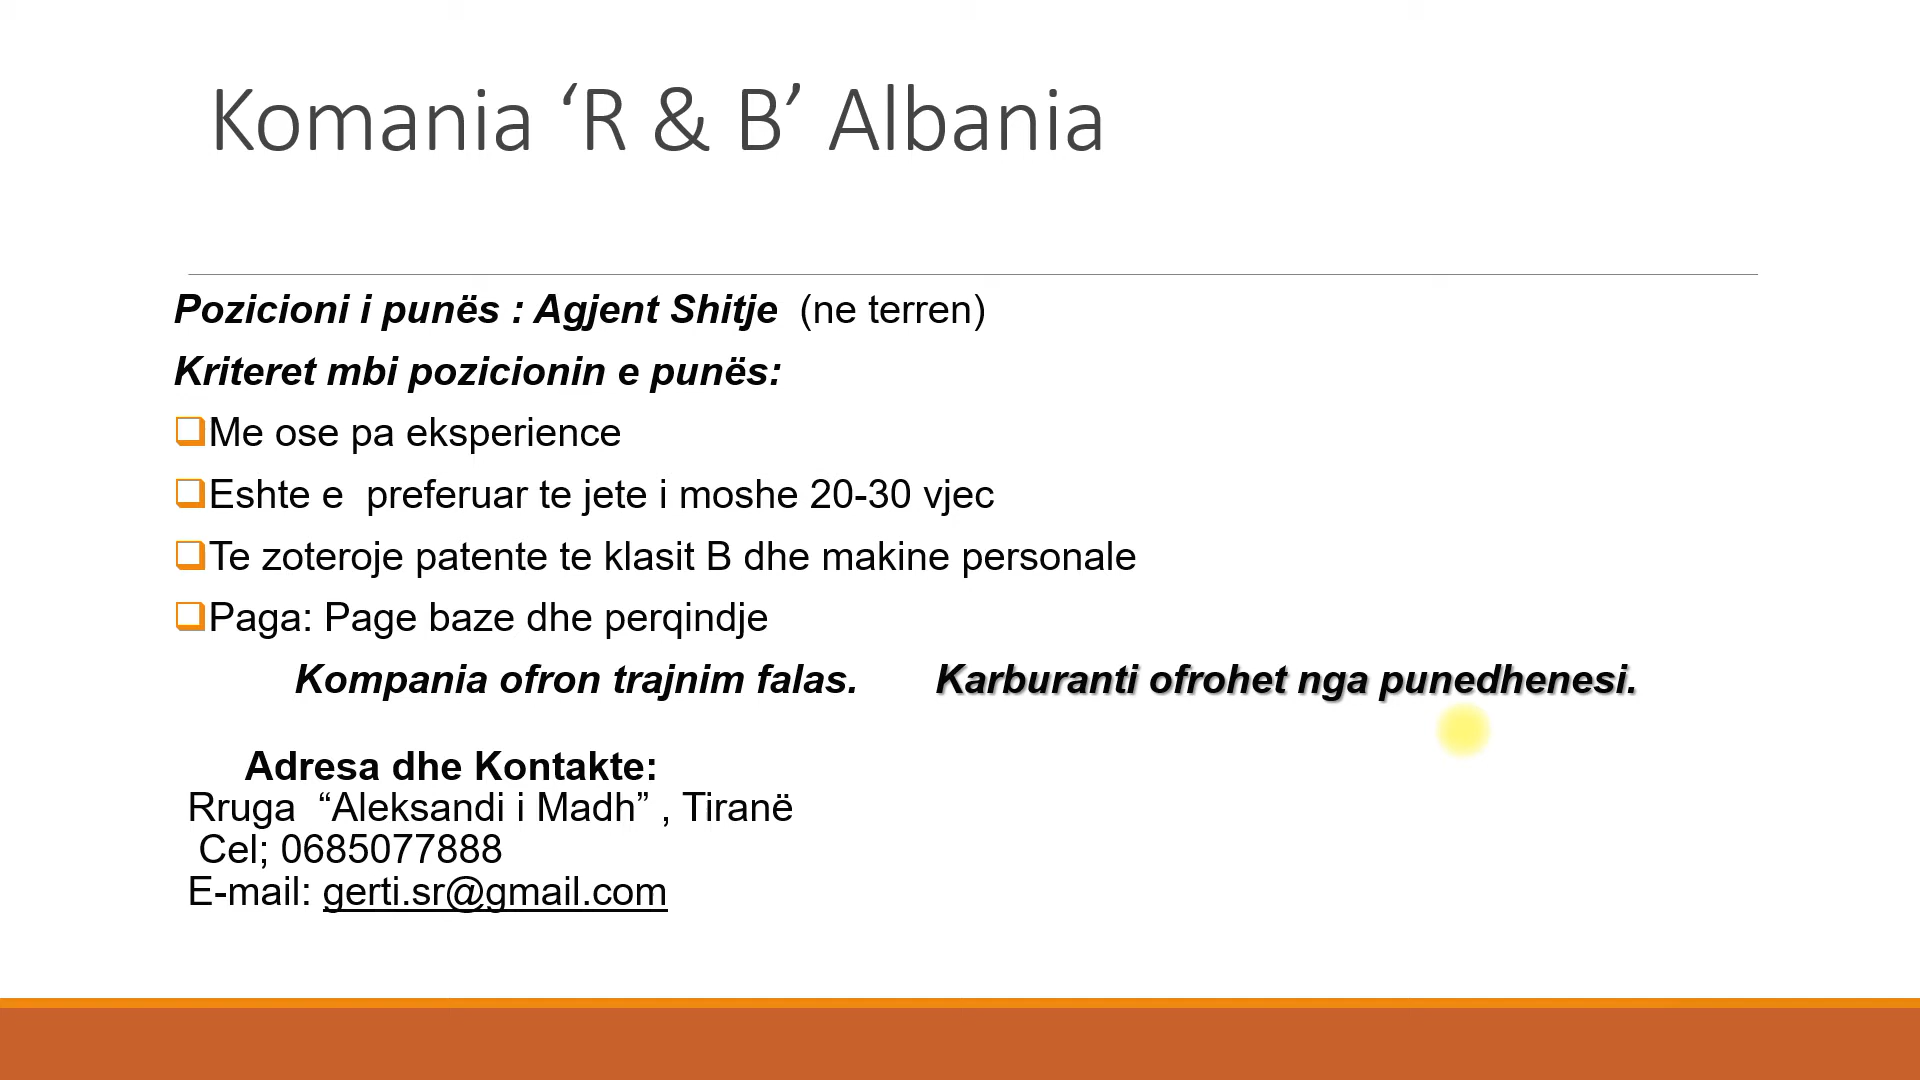 Komania ‘R & B’ Albania
Pozicioni i punës : Agjent Shitje (ne terren)
Kriteret mbi pozicionin e punës:
Me ose pa eksperience
Eshte e preferuar te jete i moshe 20-30 vjec
Te zoteroje patente te klasit B dhe makine personale
Paga: Page baze dhe perqindje
Kompania ofron trajnim falas. Karburanti ofrohet nga punedhenesi.
Adresa dhe Kontakte:
Rruga “Aleksandi i Madh” , Tiranë
Cel; 0685077888
E-mail: gerti.sr@gmail.com